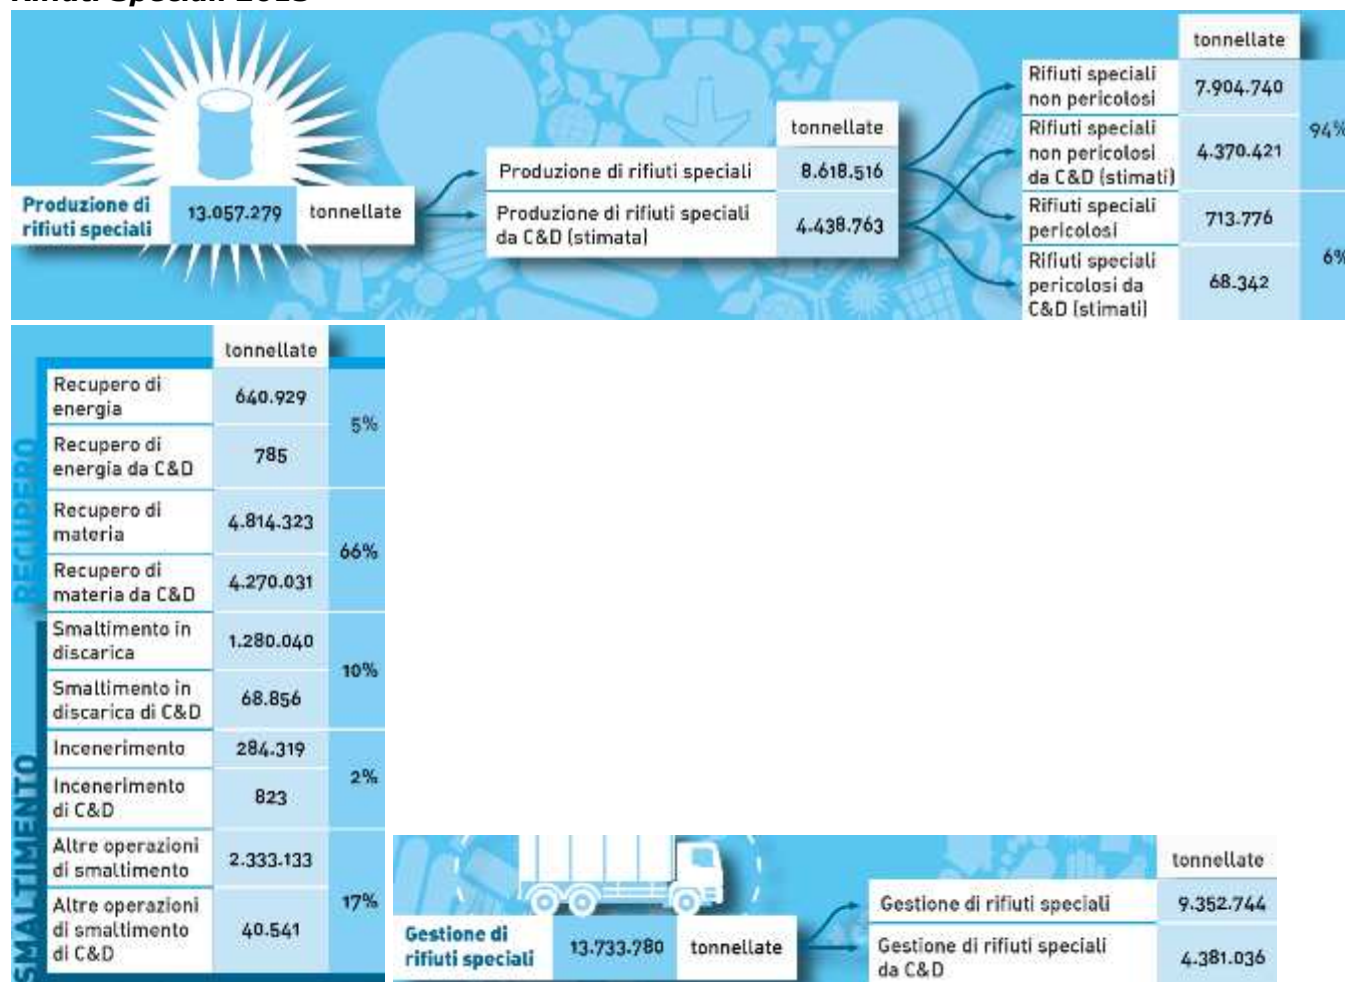 tonnellate
Rifiuti speciali
non pericolosi
7.904.740
94%
tonnellate
Rifiuti speciali
non pericolosi
da C&D (stimati)
4.370.421
Produzione di rifiuti speciali
8.618.516
Produzione di
rifiuti speciali
13.057.279
tonnellate
Produzione di rifiuti speciali
da C&D (stimata)
4.438.763
Rifiuti speciali
pericolosi
713.776
6%
Rifiuti speciali
pericolosi da
C&D (stimati)
68.342
tonnellate
RECUPERO
Recupero di
energia
640.929
5%
Recupero di
energia da C&D
785
Recupero di
materia
4.814.323
66%
Recupero di
materia da C&D
4.270.031
SMALTIMENTO
Smaltimento in
discarica
1.280.040
10%
Smaltimento in
discarica di C&D
68.856
Incenerimento
284.319
2%
Incenerimento
di C&D
823
Altre operazioni
di smaltimento
2.333.133
17%
Altre operazioni
di smaltimento
di C&D
40.541
Gestione di
rifiuti speciali
13.733.780
tonnellate
tonnellate
Gestione di rifiuti speciali
9.352.744
Gestione di rifiuti speciali
da C&D
4.381.036